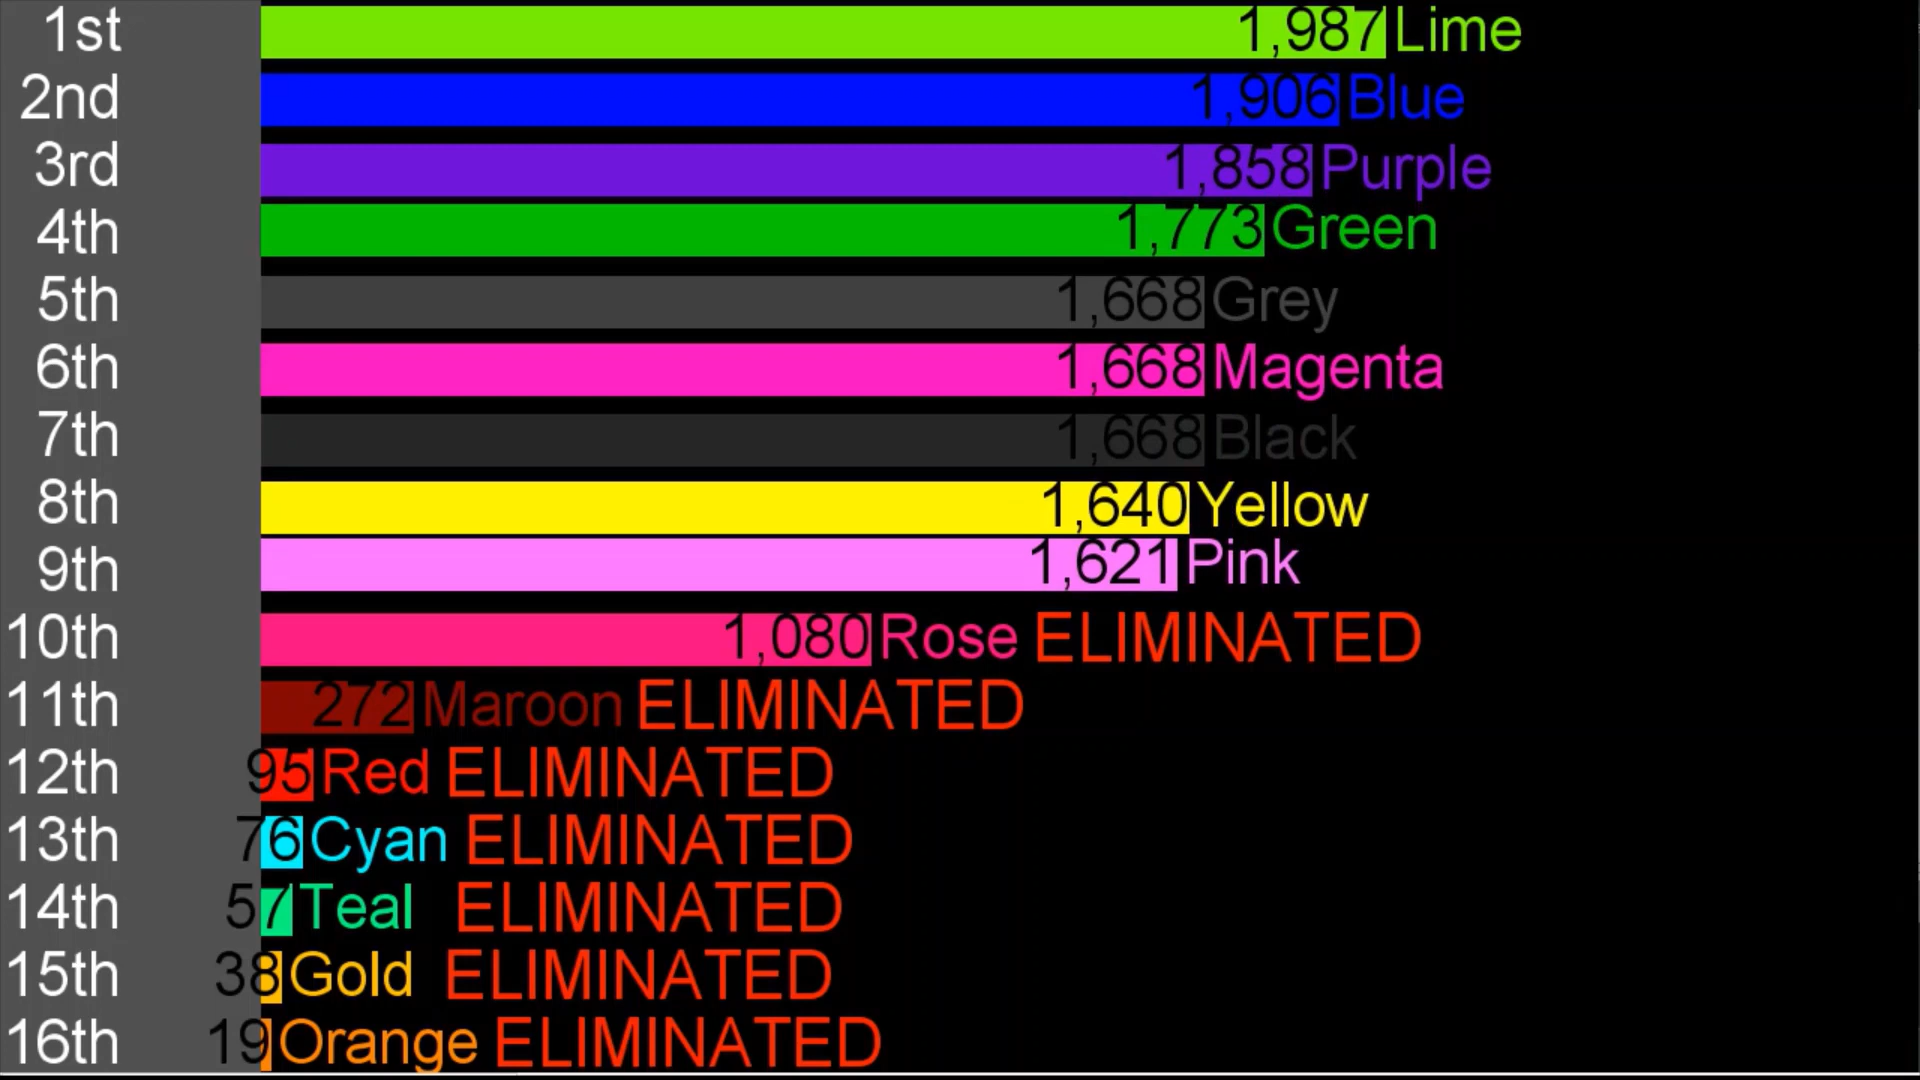 1st 1,987 Lime
2nd 1,906 Blue
3rd 1,858 Purple
4th 1,773 Green
5th 1,668 Grey
6th 1,668 Magenta
7th 1,668 Black
8th 1,640 Yellow
9th 1,621 Pink
10th 1,080 Rose ELIMINATED
11th 272 Maroon ELIMINATED
12th 95 Red ELIMINATED
13th 76 Cyan ELIMINATED
14th 57 Teal ELIMINATED
15th 38 Gold ELIMINATED
16th 19 Orange ELIMINATED